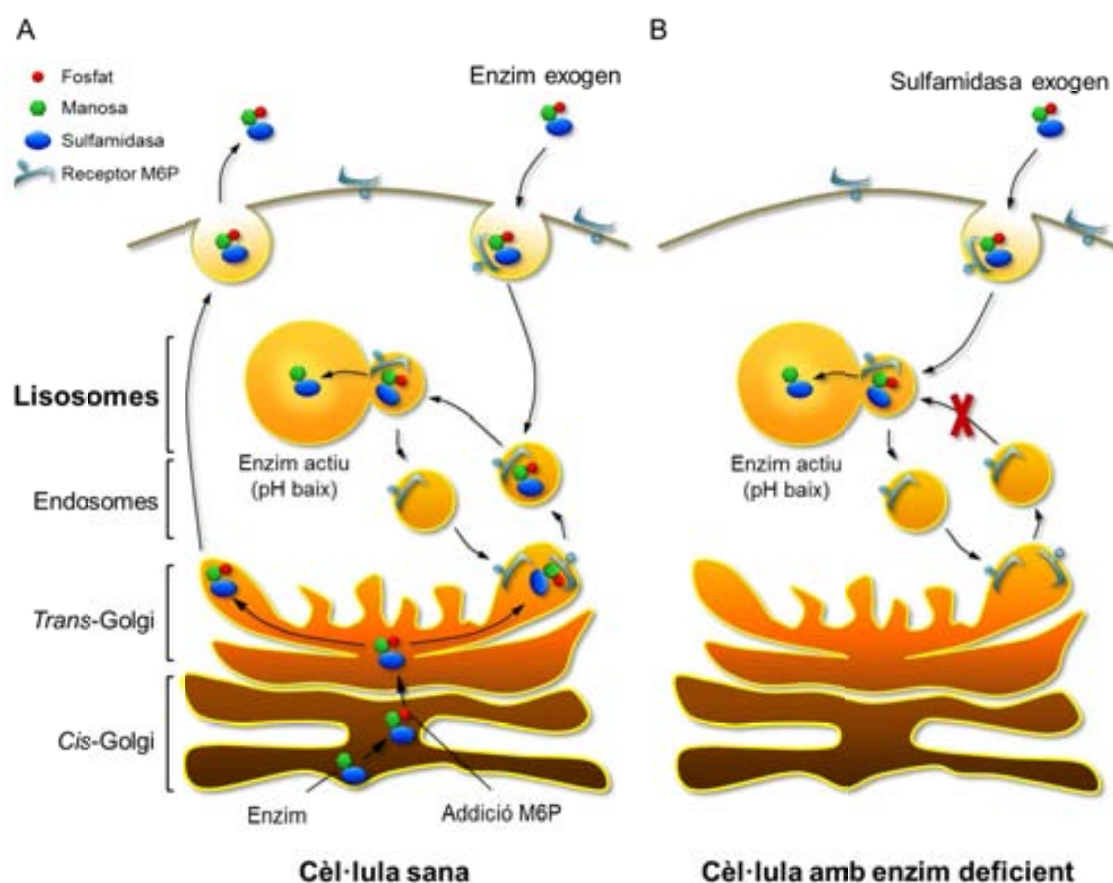 A
Fosfat
Manosa
Sulfamidasa
Receptor M6P
Enzim exogen
Lisosomes
Endosomes
Trans-Golgi
Cis-Golgi
Enzim actiu
(pH baix)
Enzim
Addició M6P
Cèl·lula sana
B
Sulfamidasa exogen
Enzim actiu
(pH baix)
Cèl·lula amb enzim deficient